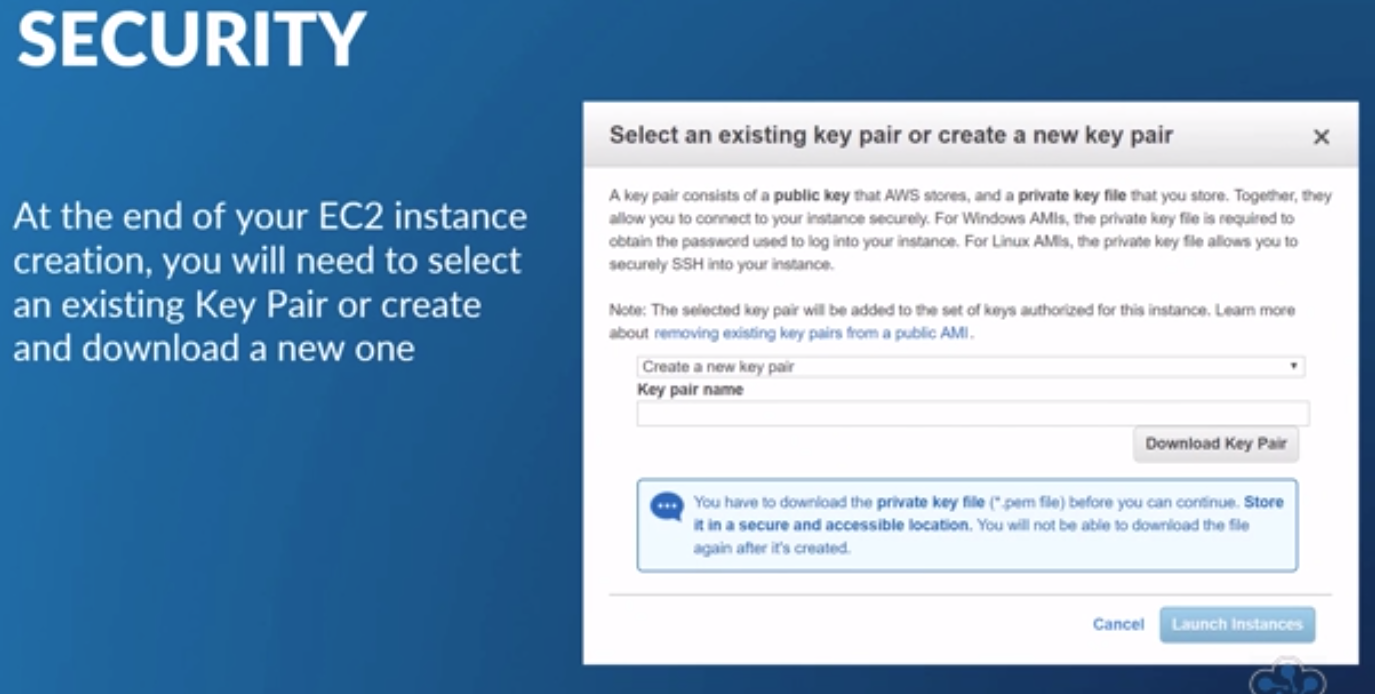 SECURITY
At the end of your EC2 instance
creation, you will need to select
an existing Key Pair or create
and download a new one
Select an existing key pair or create a new key pair
A key pair consists of a public key that AWS stores, and a private key file that you store. Together, they
allow you to connect to your instance securely. For Windows AMIs, the private key file is required to
obtain the password used to log into your instance. For Linux AMIs, the private key file allows you to
securely SSH into your instance.
Note: The selected key pair will be added to the set of keys authorized for this instance. Learn more
about removing existing key pairs from a public AMI.
Create a new key pair
Key pair name
Download Key Pair
You have to download the private key file (*.pem file) before you can continue. Store
it in a secure and accessible location. You will not be able to download the file
again after it's created.
Cancel
Launch Instances